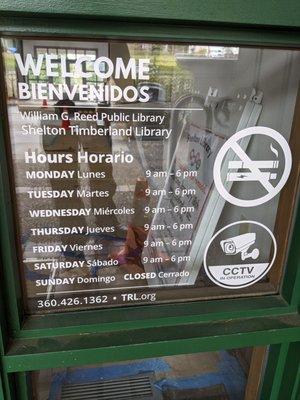 WELCOME
BIENVENIDOS
William G. Reed Public Library
Shelton Timberland Library
Hours Horario
MONDAY Lunes 9 am – 6 pm
TUESDAY Martes 9 am – 6 pm
WEDNESDAY Miércoles 9 am – 6 pm
THURSDAY Jueves 9 am – 6 pm
FRIDAY Viernes 9 am – 6 pm
SATURDAY Sábado 9 am – 6 pm
SUNDAY Domingo CLOSED Cerrado
360.426.1362 • TRL.org
CCTV
IN OPERATION